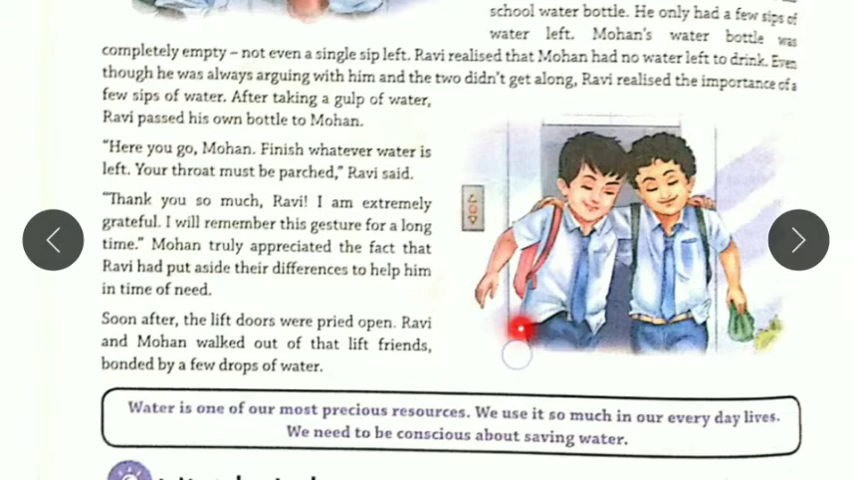 school water bottle. He only had a few sips of
water left. Mohan's water bottle was
completely empty – not even a single sip left. Ravi realised that Mohan had no water left to drink. Even
though he was always arguing with him and the two didn't get along, Ravi realised the importance of a
few sips of water. After taking a gulp of water,
Ravi passed his own bottle to Mohan.
"Here you go, Mohan. Finish whatever water is
left. Your throat must be parched," Ravi said.
"Thank you so much, Ravi! I am extremely
grateful. I will remember this gesture for a long
time." Mohan truly appreciated the fact that
Ravi had put aside their differences to help him
in time of need.
Soon after, the lift doors were pried open. Ravi
and Mohan walked out of that lift friends,
bonded by a few drops of water.
Water is one of our most precious resources. We use it so much in our every day lives.
We need to be conscious about saving water.